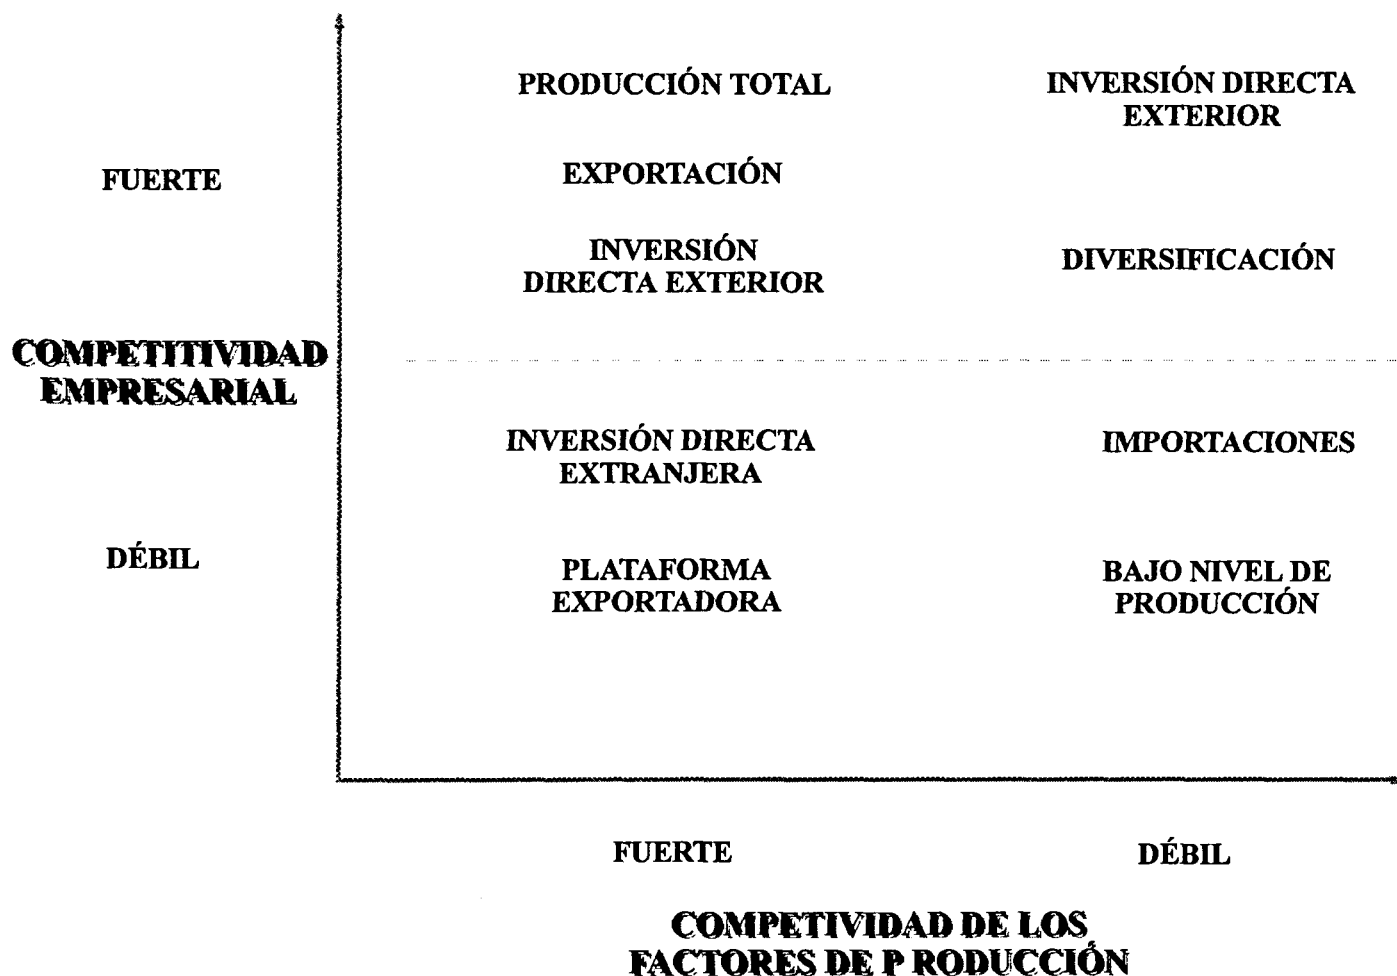 PRODUCCIÓN TOTAL
INVERSIÓN DIRECTA
EXTERIOR
FUERTE
EXPORTACIÓN
INVERSIÓN
DIRECTA EXTERIOR
DIVERSIFICACIÓN
COMPETITIVIDAD
EMPRESARIAL
INVERSIÓN DIRECTA
EXTRANJERA
IMPORTACIONES
DÉBIL
PLATAFORMA
EXPORTADORA
BAJO NIVEL DE
PRODUCCIÓN
FUERTE
DÉBIL
COMPETIVIDAD DE LOS
FACTORES DE P RODUCCIÓN